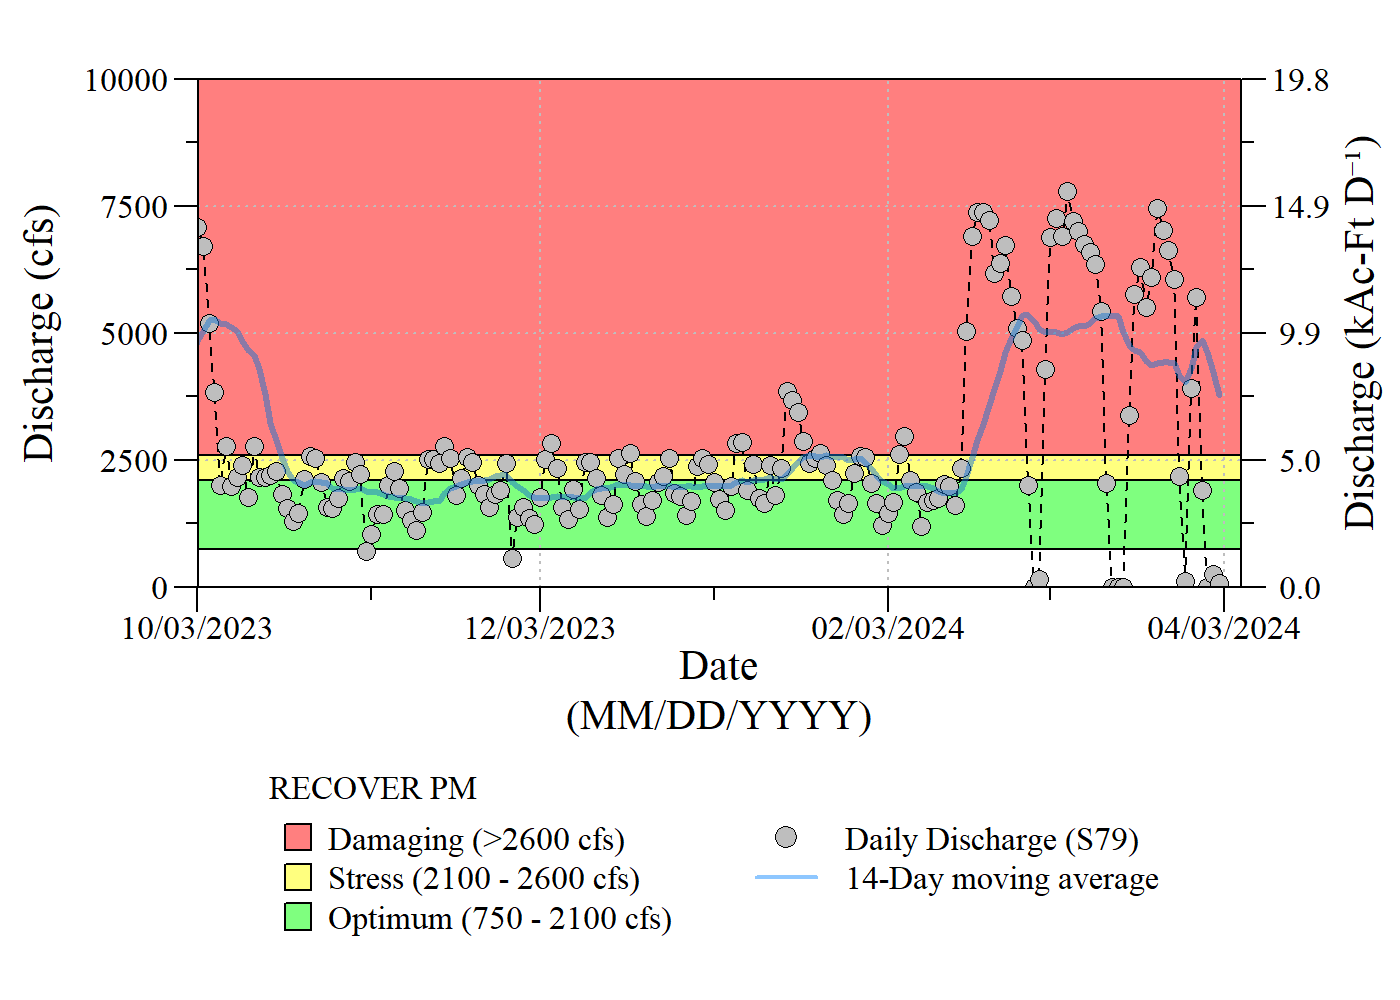 10000
7500
5000
2500
0
Discharge (cfs)
19.8
14.9
9.9
5.0
0.0
Discharge (kAc-Ft D⁻¹)
10/03/2023 12/03/2023 02/03/2024 04/03/2024
Date
(MM/DD/YYYY)
RECOVER PM
Damaging (>2600 cfs)
Stress (2100 - 2600 cfs)
Optimum (750 - 2100 cfs)
Daily Discharge (S79)
14-Day moving average